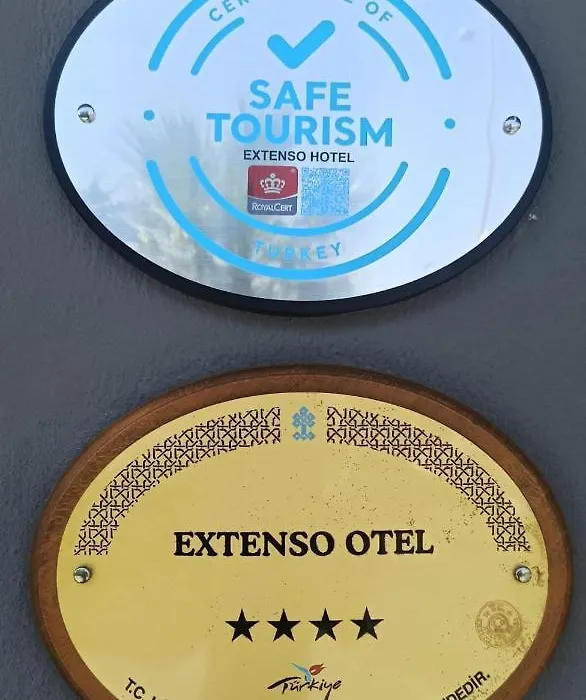 SAFE
TOURISM
EXTENSO HOTEL
ROYALCERT
TURKEY
EXTENSO OTEL
Türkiye
T.C.